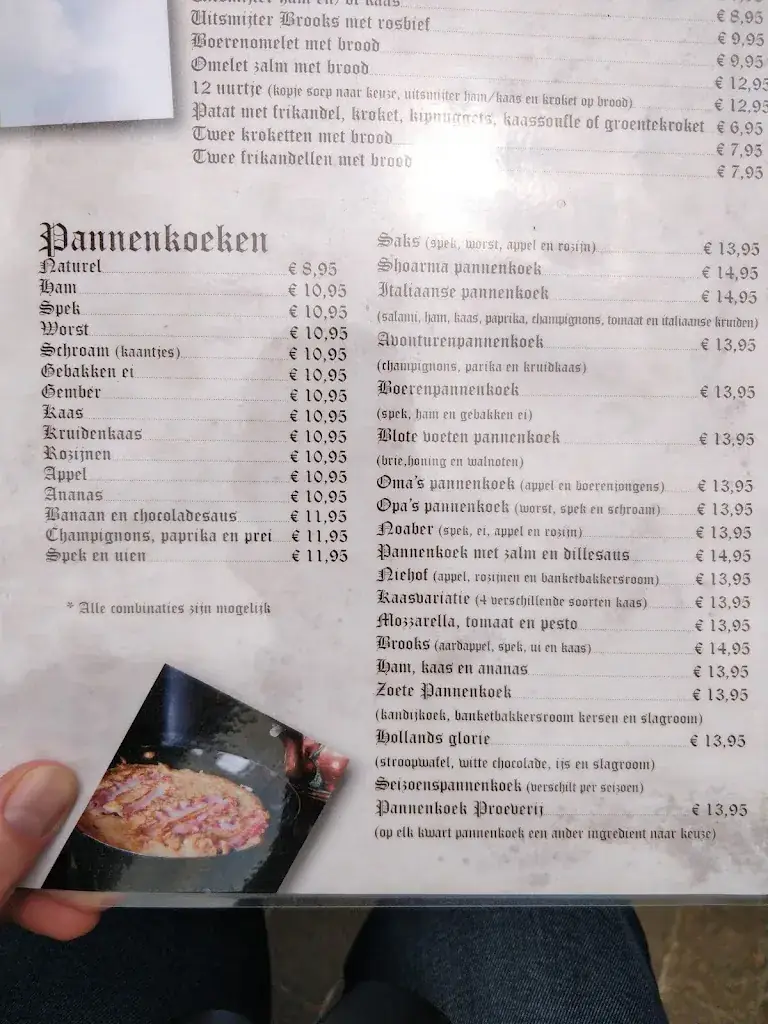 € 8,95
Uitsmijter Brooks met rosbief € 9,95
Boerenomelet met brood € 9,95
Omelet zalm met brood € 12,95
12 uurtje (kopje soep naar keuze, uitsmijter ham/kaas en kroket op brood) € 12,95
Patat met frikandel, kroket, kipnuggets, kaassoufle of groentekroket € 6,95
Twee kroketten met brood € 7,95
Twee frikandellen met brood € 7,95
Pannenkoeken
Naturel € 8,95
Ham € 10,95
Spek € 10,95
Worst € 10,95
Schroam (kaantjes) € 10,95
Gebakken ei € 10,95
Gember € 10,95
Kaas € 10,95
Kruidenkaas € 10,95
Rozijnen € 10,95
Appel € 10,95
Ananas € 10,95
Banaan en chocoladesaus € 11,95
Champignons, paprika en prei € 11,95
Spek en uien € 11,95
* Alle combinaties zijn mogelijk
Saks (spek, worst, appel en rozijn) € 13,95
Shoarma pannenkoek € 14,95
Italiaanse pannenkoek € 14,95
(salami, ham, kaas, paprika, champignons, tomaat en italiaanse kruiden)
Avonturenpannenkoek € 13,95
(champignons, parika en kruidkaas)
Boerenpannenkoek € 13,95
(spek, ham en gebakken ei)
Blote voeten pannenkoek € 13,95
(brie,honing en walnoten)
Oma's pannenkoek (appel en boerenjongens) € 13,95
Opa's pannenkoek (worst, spek en schroam) € 13,95
Noaber (spek, ei, appel en rozijn) € 13,95
Pannenkoek met zalm en dillesaus € 14,95
Niehof (appel, rozijnen en banketbakkersroom) € 13,95
Kaasvariatie (4 verschillende soorten kaas) € 13,95
Mozzarella, tomaat en pesto € 13,95
Brooks (aardappel, spek, ui en kaas) € 14,95
Ham, kaas en ananas € 13,95
Zoete Pannenkoek € 13,95
(kandijkoek, banketbakkersroom kersen en slagroom)
Hollands glorie € 13,95
(stroopwafel, witte chocolade, ijs en slagroom)
Seizoenspannenkoek (verschilt per seizoen)
Pannenkoek Proeverij € 13,95
(op elk kwart pannenkoek een ander ingredient naar keuze)